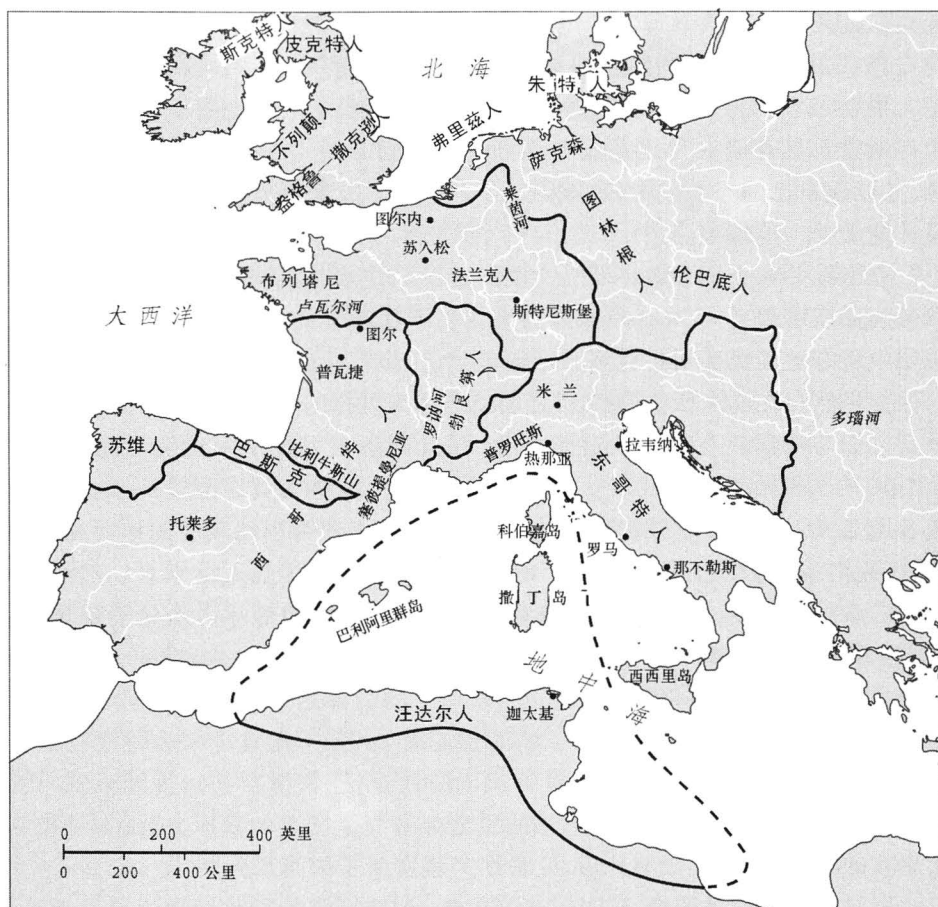 斯克特人
皮克特人
北海
朱特人
不列颠人
盎格鲁—撒克逊人
弗里兹人
萨克森人
图尔内
莱茵河
图林根人
苏入松
法兰克人
伦巴底人
布列塔尼
斯特尼斯堡
大西洋
卢瓦尔河
图尔
普瓦捷
罗讷河
勃艮第人
米兰
多瑙河
苏维人
巴斯克人
比利牛斯山
塞彼提曼尼亚
普罗旺斯
热那亚
拉韦纳
东哥特人
西哥特人
托莱多
科伯嘉岛
罗马
那不勒斯
撒丁岛
巴利阿里群岛
地中海
西西里岛
汪达尔人
迦太基
0 200 400 英里
0 200 400 公里